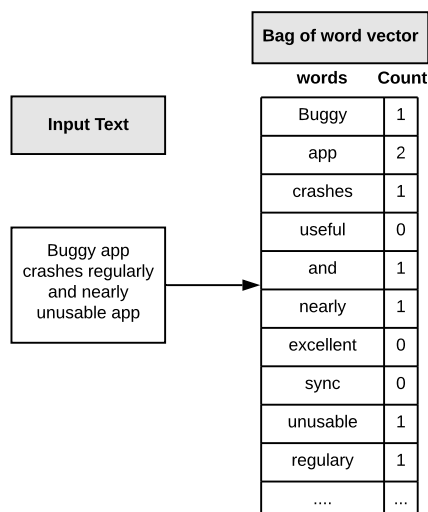 Bag of word vector
words Count
Input Text
Buggy app
crashes regularly
and nearly
unusable app
Buggy 1
app 2
crashes 1
useful 0
and 1
nearly 1
excellent 0
sync 0
unusable 1
regulary 1
.... ...